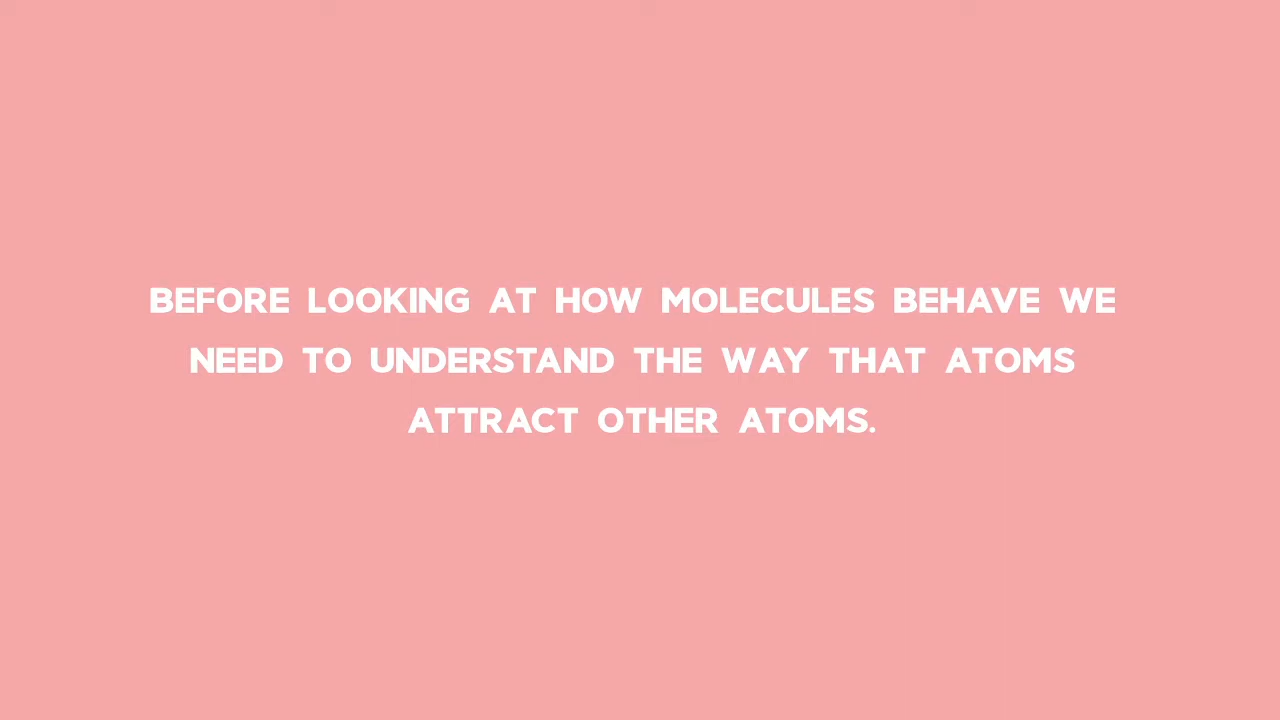 BEFORE LOOKING AT HOW MOLECULES BEHAVE WE
NEED TO UNDERSTAND THE WAY THAT ATOMS
ATTRACT OTHER ATOMS.